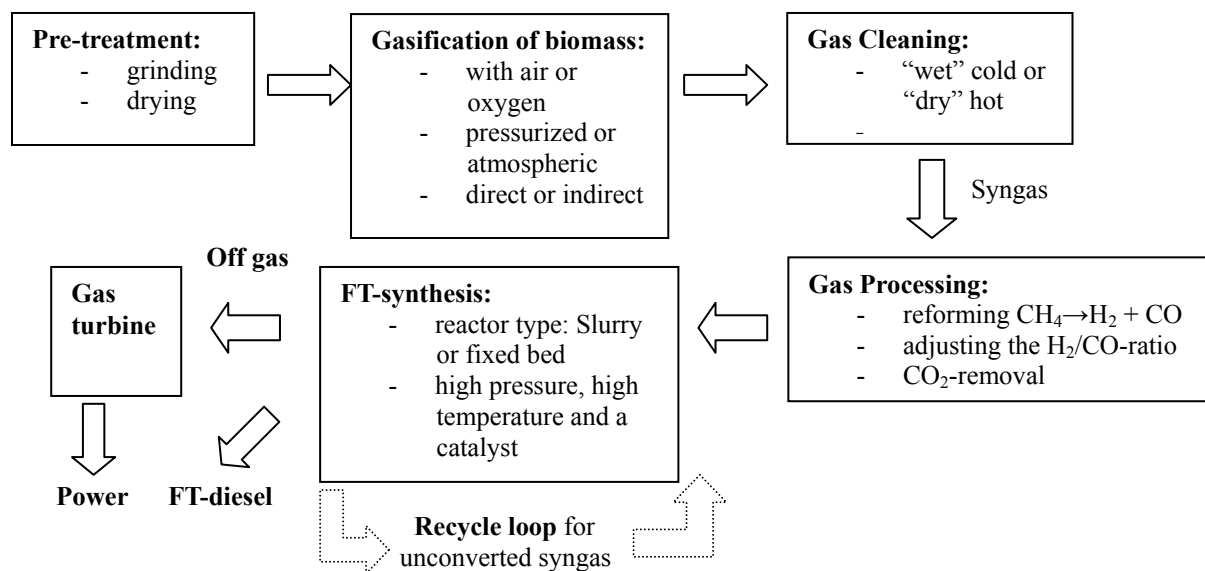 Pre-treatment:
- grinding
- drying
Gasification of biomass:
- with air or
oxygen
- pressurized or
atmospheric
- direct or indirect
Gas Cleaning:
- “wet” cold or
“dry” hot
-
Syngas
Gas Processing:
- reforming CH₄→H₂ + CO
- adjusting the H₂/CO-ratio
- CO₂-removal
FT-synthesis:
- reactor type: Slurry
or fixed bed
- high pressure, high
temperature and a
catalyst
Off gas
Gas
turbine
Power
FT-diesel
Recycle loop for
unconverted syngas